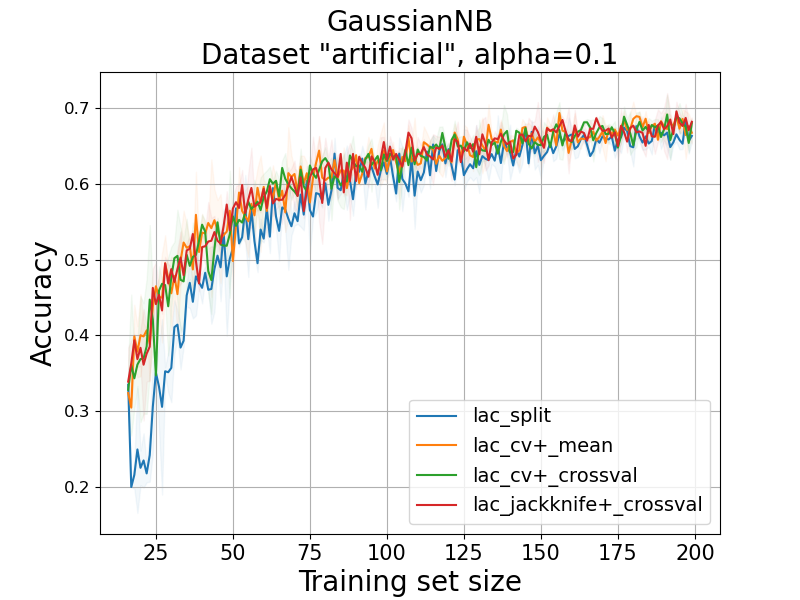 GaussianNB
Dataset "artificial", alpha=0.1
Accuracy
0.7
0.6
0.5
0.4
0.3
0.2
lac_split
lac_cv+_mean
lac_cv+_crossval
lac_jackknife+_crossval
25 50 75 100 125 150 175 200
Training set size